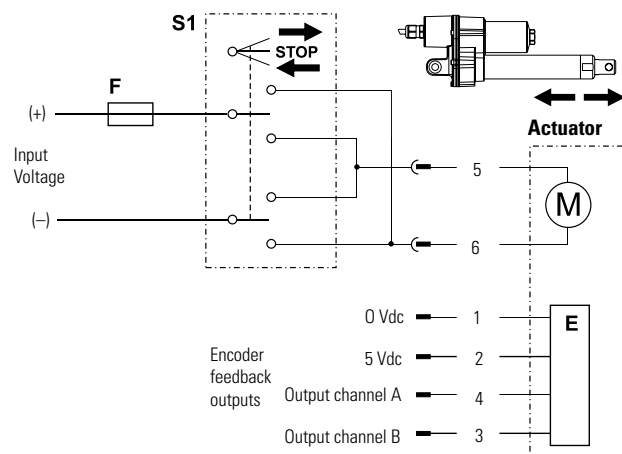 S1
STOP
F
(+)
Input
Voltage
(–)
Actuator
5
M
6
0 Vdc
1
E
5 Vdc
2
Encoder
feedback
outputs
Output channel A
4
Output channel B
3